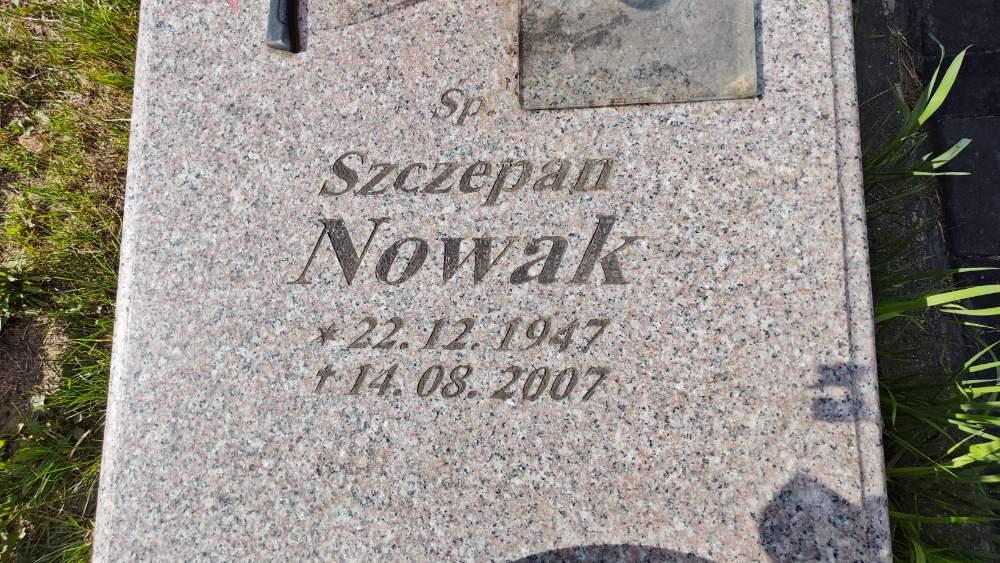 Sp.
Szczepan
Nowak
* 22. 12. 1947
† 14. 08. 2007